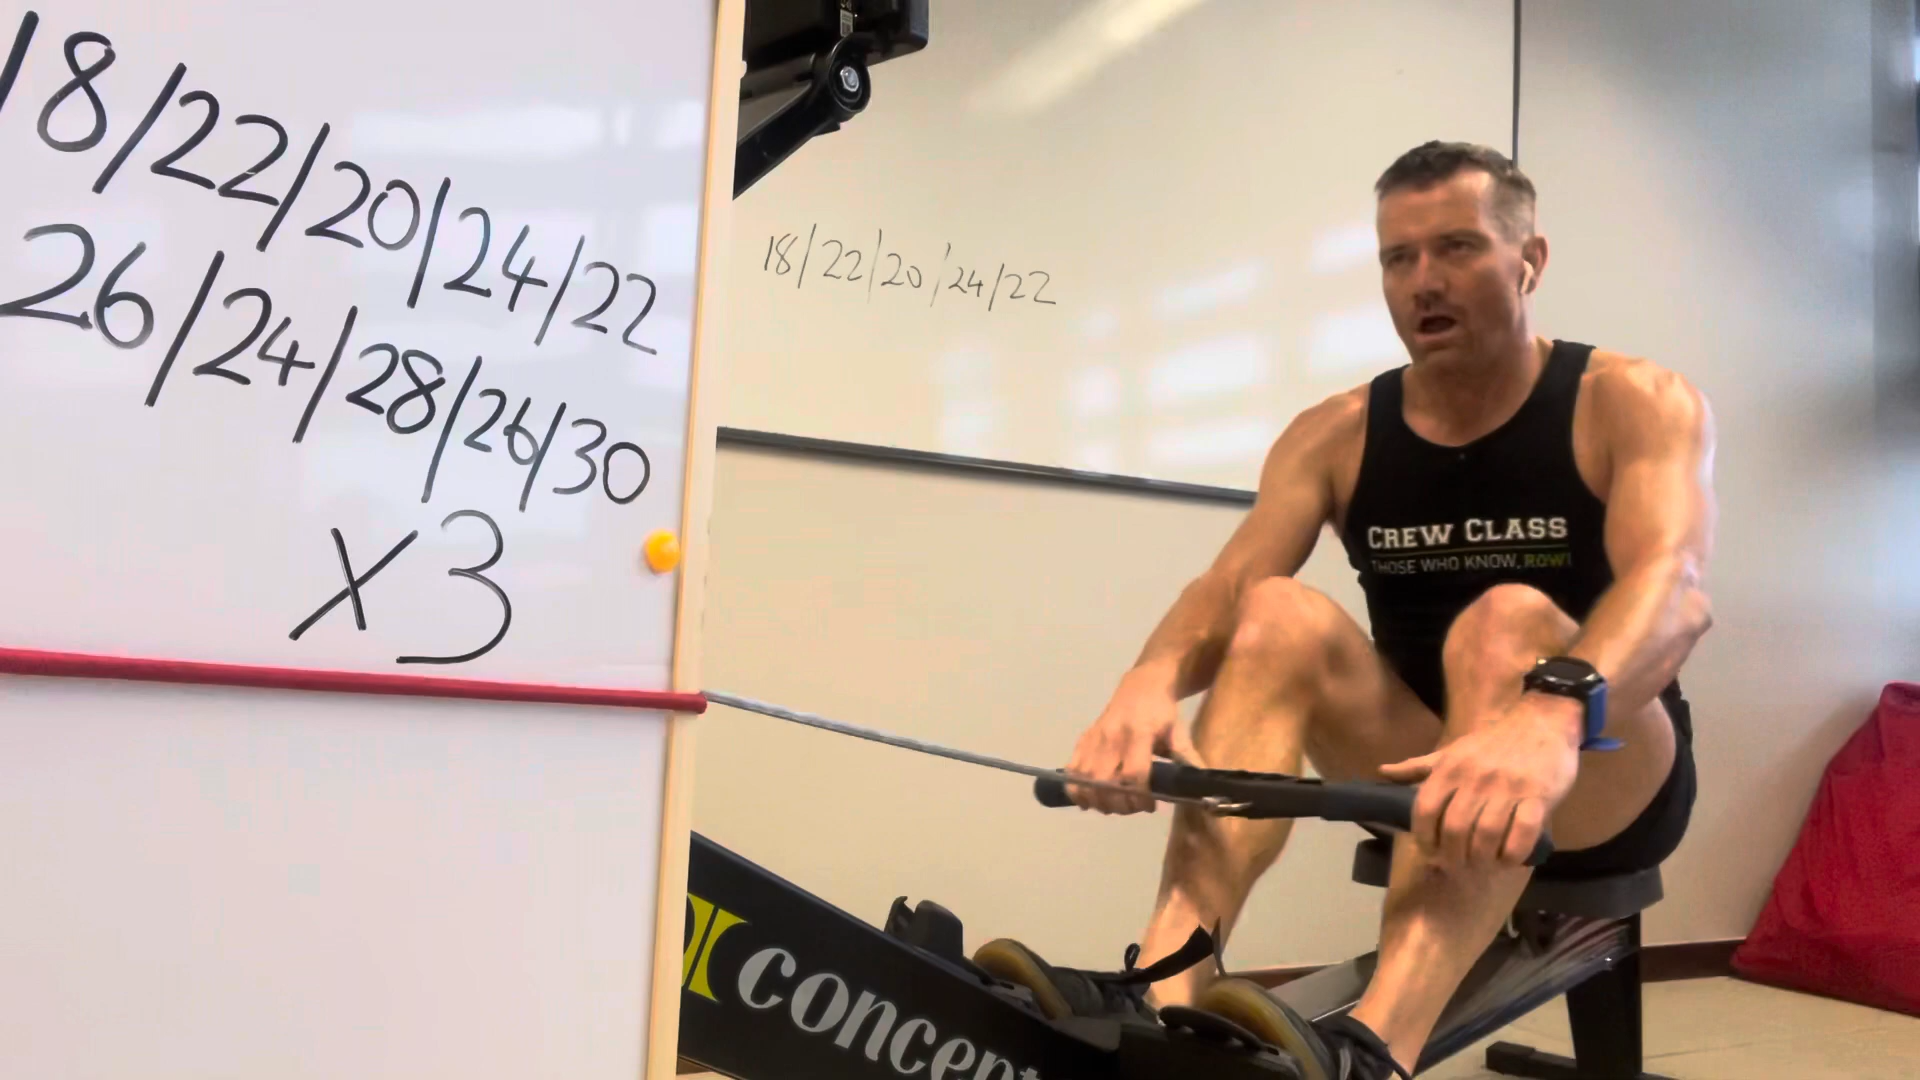 18/22/20/24/22
26/24/28/26/30
x3
18/22/20/24/22
CREW CLASS
THOSE WHO KNOW, ROW!
concept